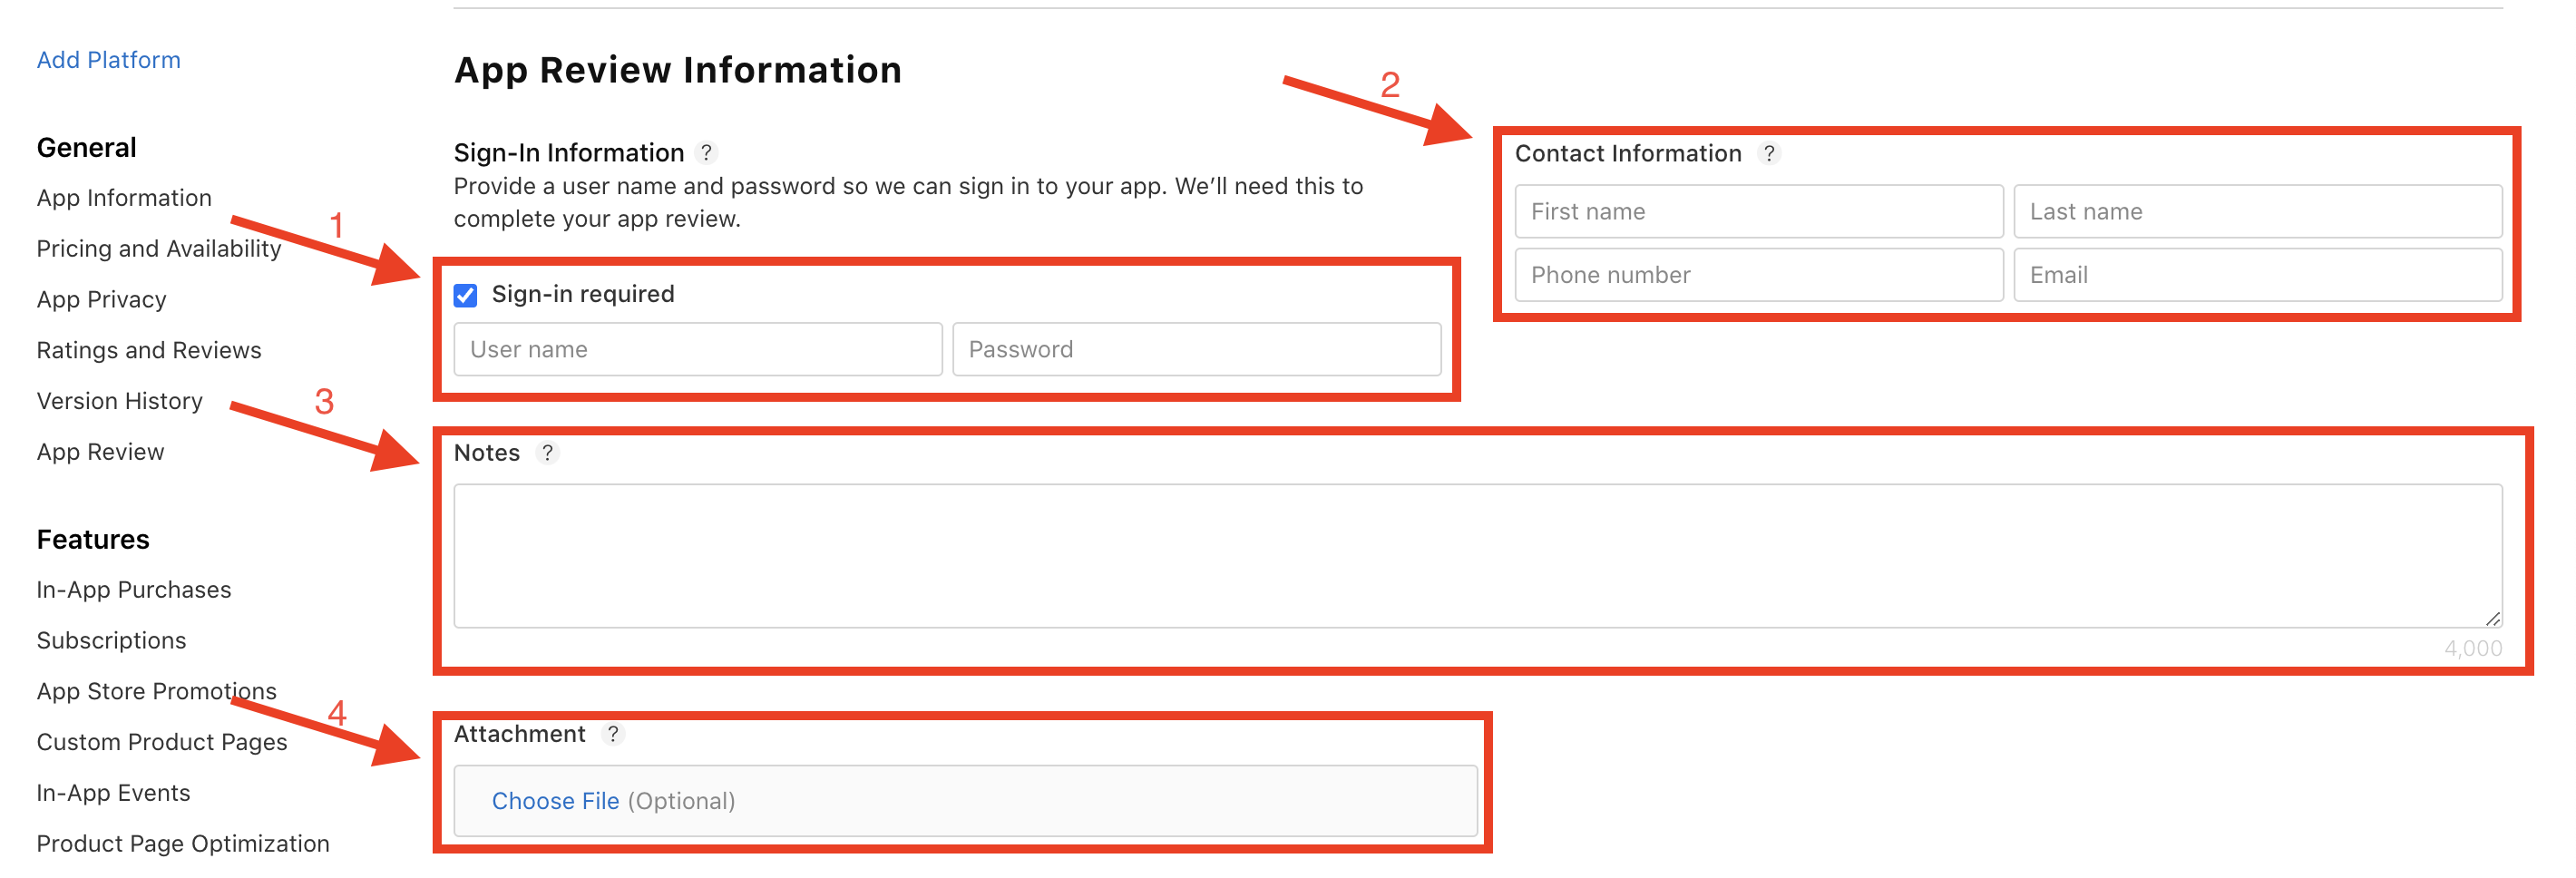 Add Platform
General
App Information
Pricing and Availability
App Privacy
Ratings and Reviews
Version History
App Review
Features
In-App Purchases
Subscriptions
App Store Promotions
Custom Product Pages
In-App Events
Product Page Optimization
App Review Information
Sign-In Information ?
Provide a user name and password so we can sign in to your app. We’ll need this to
complete your app review.
1
Sign-in required
User name
Password
2
Contact Information ?
First name
Last name
Phone number
Email
3
Notes ?
4,000
4
Attachment ?
Choose File (Optional)